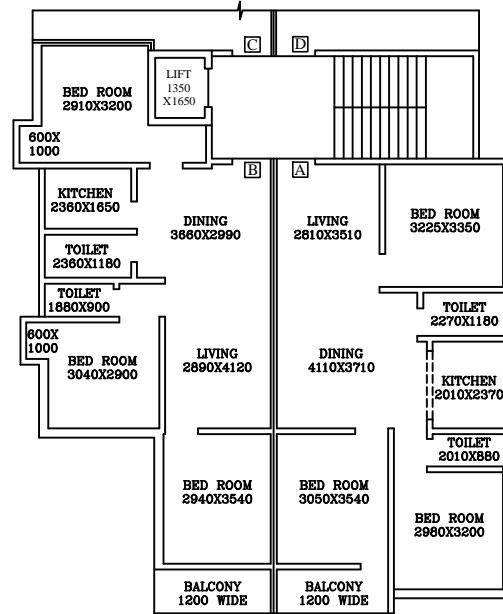 C
D
LIFT
1350
X1650
BED ROOM
2910X3200
600X
1000
B
A
KITCHEN
2360X1650
DINING
3660X2990
LIVING
2810X3510
BED ROOM
3225X3350
TOILET
2360X1180
TOILET
1880X900
TOILET
2270X1180
600X
1000
BED ROOM
3040X2900
LIVING
2890X4120
DINING
4110X3710
KITCHEN
2010X2370
TOILET
2010X880
BED ROOM
2940X3540
BED ROOM
3050X3540
BED ROOM
2980X3200
BALCONY
1200 WIDE
BALCONY
1200 WIDE